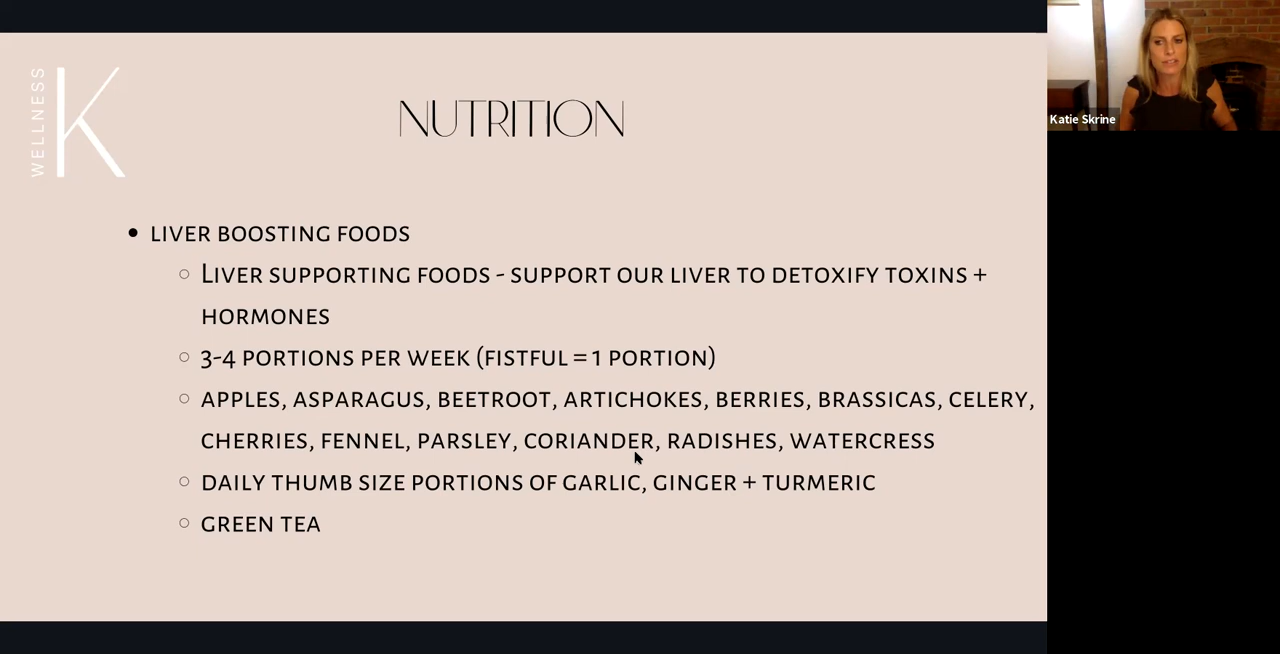 WELLNESS
K
NUTRITION
• LIVER BOOSTING FOODS
○ LIVER SUPPORTING FOODS - SUPPORT OUR LIVER TO DETOXIFY TOXINS +
HORMONES
○ 3-4 PORTIONS PER WEEK (FISTFUL = 1 PORTION)
○ APPLES, ASPARAGUS, BEETROOT, ARTICHOKES, BERRIES, BRASSICAS, CELERY,
CHERRIES, FENNEL, PARSLEY, CORIANDER, RADISHES, WATERCRESS
○ DAILY THUMB SIZE PORTIONS OF GARLIC, GINGER + TURMERIC
○ GREEN TEA
Katie Skrine